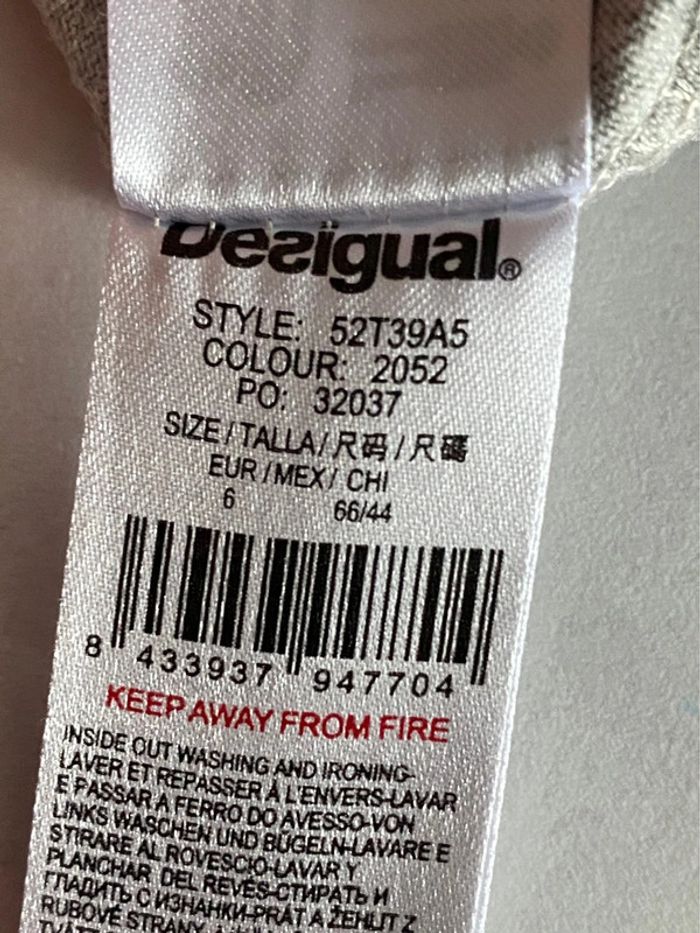 Desigual®
STYLE: 52T39A5
COLOUR: 2052
PO: 32037
SIZE/TALLA/尺码/尺碼
EUR/MEX/ CHI
6 66/44
8 433937 947704
KEEP AWAY FROM FIRE
INSIDE OUT WASHING AND IRONING-
LAVER ET REPASSER À L'ENVERS-LAVAR
E PASSAR A FERRO DO AVESSO-VON
LINKS WASCHEN UND BÜGELN-LAVARE E
STIRARE AL ROVESCIO-LAVAR Y
PLANCHAR DEL REVÉS-СТИРАТЬ И
ГЛАДИТЬ С ИЗНАНКИ-PRÁT A ŽEHLIT Z
RUBOVÉ STRANY